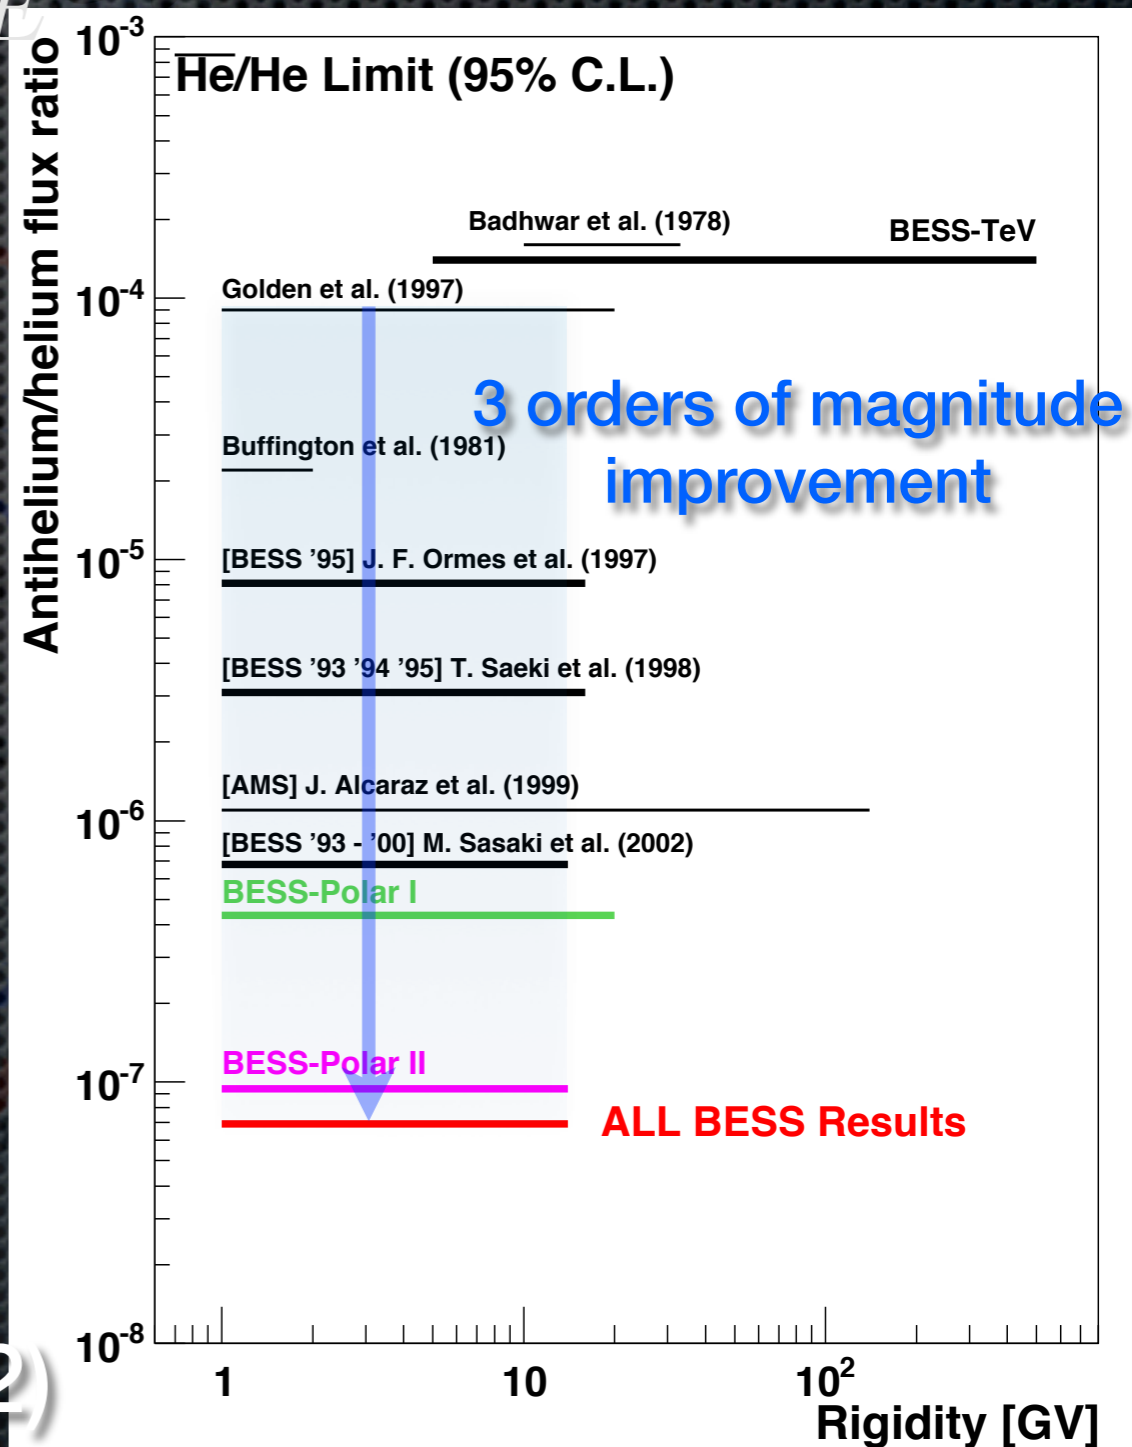 E
10-3
H̅e̅/He Limit (95% C.L.)
Antihelium/helium flux ratio
Badhwar et al. (1978)
BESS-TeV
Golden et al. (1997)
10-4
3 orders of magnitude
improvement
Buffington et al. (1981)
10-5
[BESS '95] J. F. Ormes et al. (1997)
[BESS '93 '94 '95] T. Saeki et al. (1998)
[AMS] J. Alcaraz et al. (1999)
10-6
[BESS '93 - '00] M. Sasaki et al. (2002)
BESS-Polar I
BESS-Polar II
10-7
ALL BESS Results
10-8
2)
1
10
10²
Rigidity [GV]